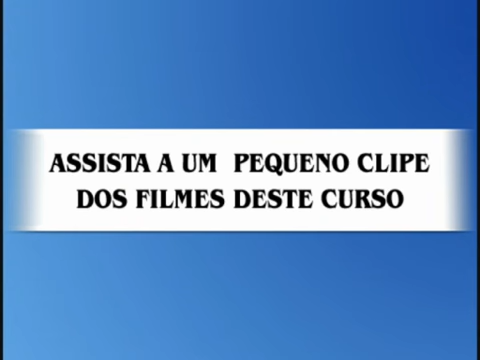 ASSISTA A UM PEQUENO CLIPE
DOS FILMES DESTE CURSO